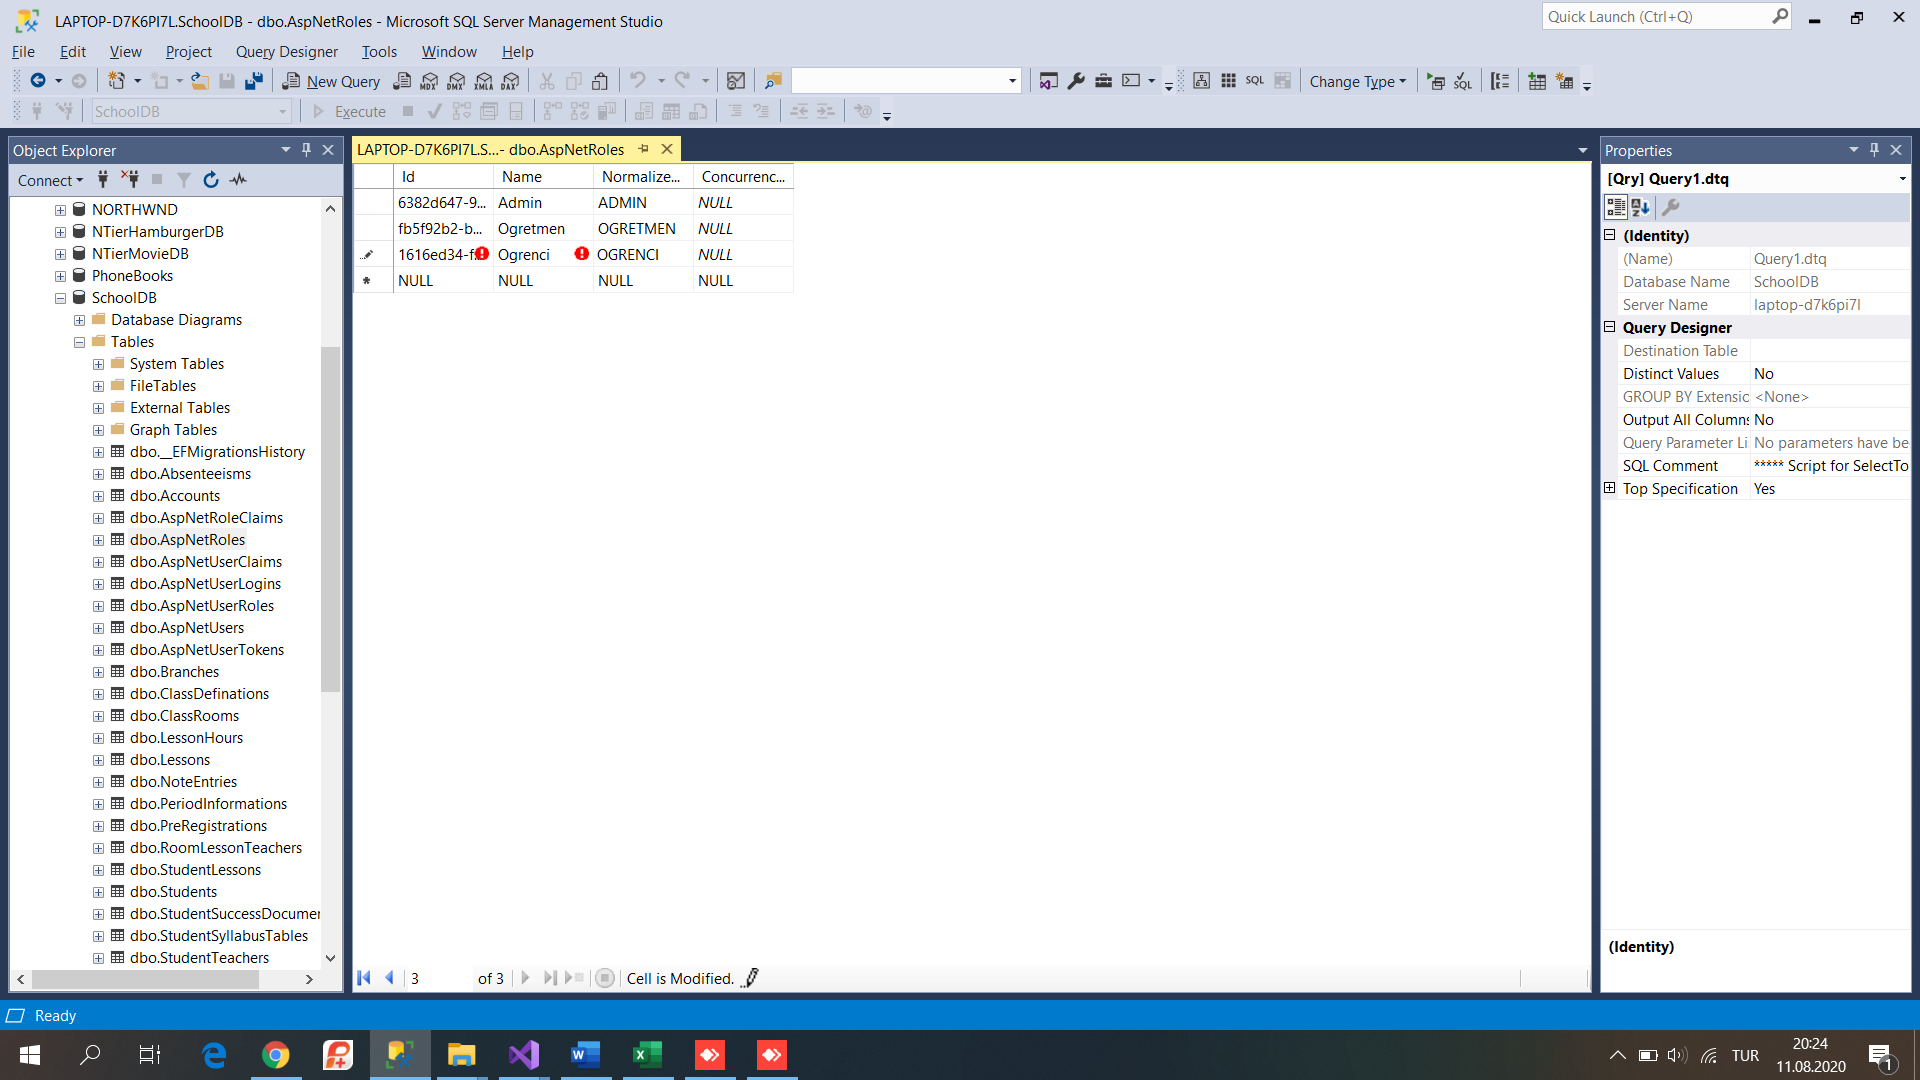 LAPTOP-D7K6PI7L.SchoolDB - dbo.AspNetRoles - Microsoft SQL Server Management Studio
Quick Launch (Ctrl+Q)
File Edit View Project Query Designer Tools Window Help
New Query MDX DMX XMLA DAX SQL Change Type SQL
SchoolDB Execute
Object Explorer
Connect
NORTHWND
NTierHamburgerDB
NTierMovieDB
PhoneBooks
SchoolDB
Database Diagrams
Tables
System Tables
FileTables
External Tables
Graph Tables
dbo.__EFMigrationsHistory
dbo.Absenteeisms
dbo.Accounts
dbo.AspNetRoleClaims
dbo.AspNetRoles
dbo.AspNetUserClaims
dbo.AspNetUserLogins
dbo.AspNetUserRoles
dbo.AspNetUsers
dbo.AspNetUserTokens
dbo.Branches
dbo.ClassDefinations
dbo.ClassRooms
dbo.LessonHours
dbo.Lessons
dbo.NoteEntries
dbo.PeriodInformations
dbo.PreRegistrations
dbo.RoomLessonTeachers
dbo.StudentLessons
dbo.Students
dbo.StudentSuccessDocumer
dbo.StudentSyllabusTables
dbo.StudentTeachers
LAPTOP-D7K6PI7L.S...- dbo.AspNetRoles
Id Name Normalize... Concurrenc...
6382d647-9... Admin ADMIN NULL
fb5f92b2-b... Ogretmen OGRETMEN NULL
1616ed34-f Ogrenci OGRENCI NULL
* NULL NULL NULL NULL
3 of 3 Cell is Modified.
Properties
[Qry] Query1.dtq
(Identity)
(Name) Query1.dtq
Database Name SchoolDB
Server Name laptop-d7k6pi7l
Query Designer
Destination Table
Distinct Values No
GROUP BY Extensic <None>
Output All Columns No
Query Parameter Li No parameters have be
SQL Comment ***** Script for SelectTo
Top Specification Yes
(Identity)
Ready
TUR
20:24
11.08.2020
1